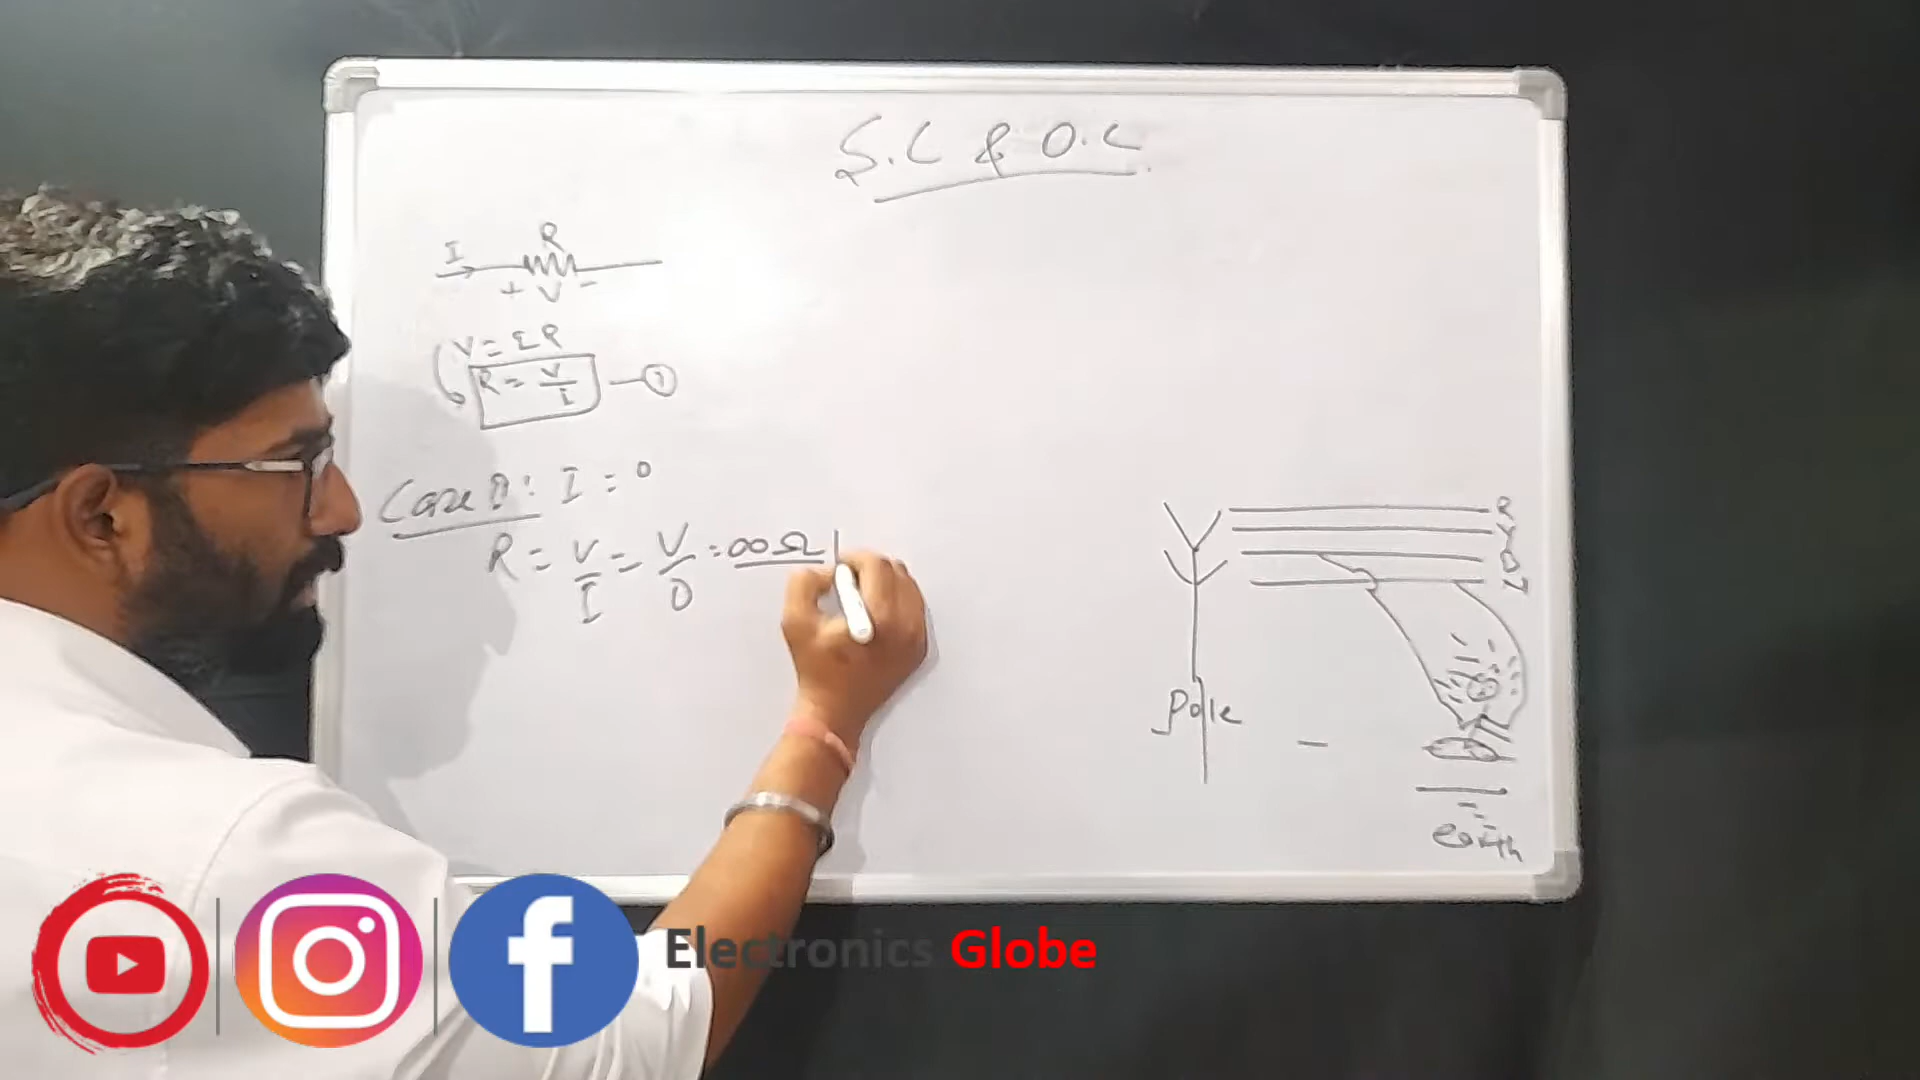 S.C & O.C
I
R
+ V -
V = IR
R = V/I — 1
Case 1: I = 0
R = V/I = V/0 = ∞Ω
R
Y
B
Pole
earth
Electronics Globe